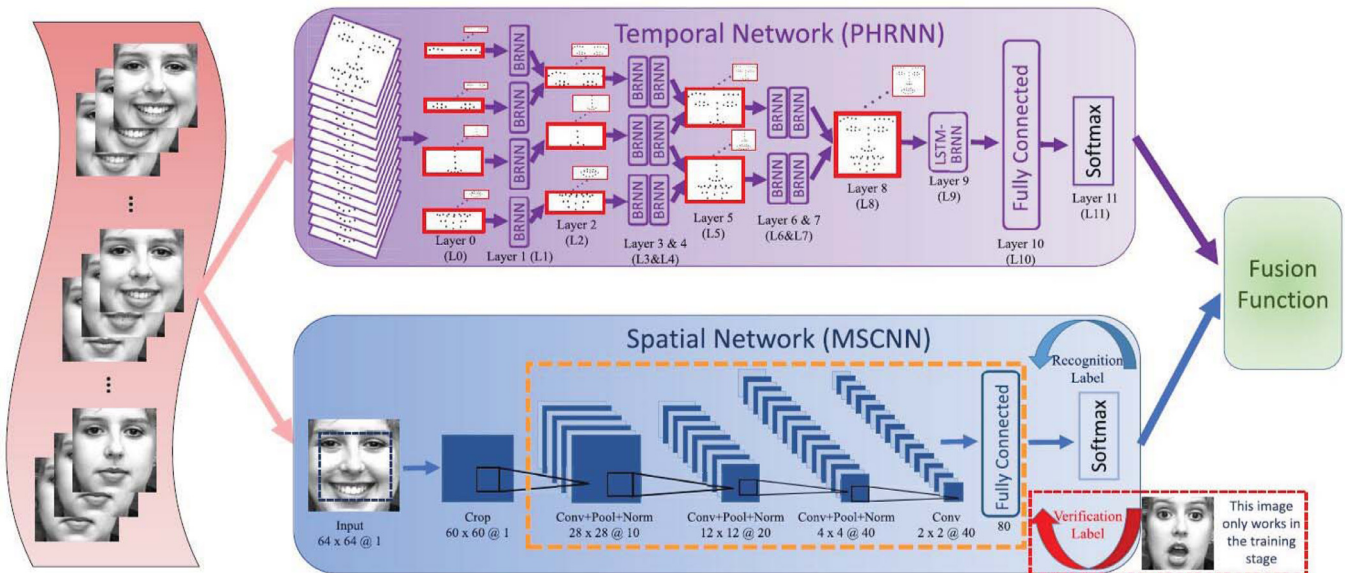 Temporal Network (PHRNN)
BRNN
BRNN
BRNN
BRNN
BRNN
BRNN
BRNN
BRNN
BRNN
BRNN
BRNN
BRNN
BRNN
BRNN
LSTM-
BRNN
Fully Connected
Softmax
Layer 0
(L0)
Layer 1 (L1)
Layer 2
(L2)
Layer 3 & 4
(L3&L4)
Layer 5
(L5)
Layer 6 & 7
(L6&L7)
Layer 8
(L8)
Layer 9
(L9)
Layer 10
(L10)
Layer 11
(L11)
Fusion
Function
Spatial Network (MSCNN)
Recognition
Label
Fully Connected
Softmax
Input
64 x 64 @ 1
Crop
60 x 60 @ 1
Conv+Pool+Norm
28 x 28 @ 10
Conv+Pool+Norm
12 x 12 @ 20
Conv+Pool+Norm
4 x 4 @ 40
Conv
2 x 2 @ 40
80
Verification
Label
This image
only works in
the training
stage